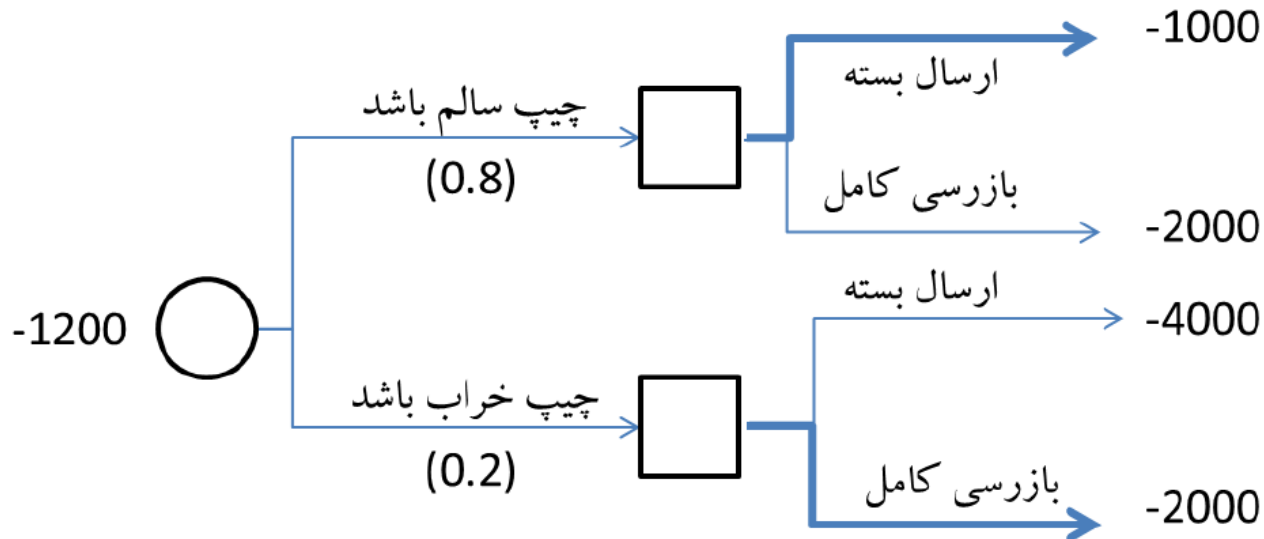 -1000
ارسال بسته
چیپ سالم باشد
(0.8)
بازرسی کامل
-2000
ارسال بسته
-4000
-1200
چیپ خراب باشد
(0.2)
بازرسی کامل
-2000